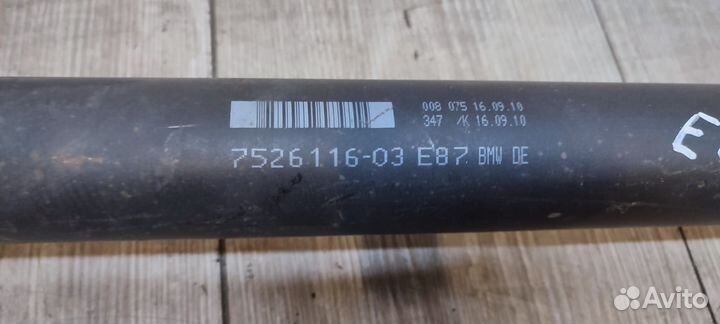 008 075 16.09.10
347 /K 16.09.10
7526116-03 E87 BMW DE
E
Avito